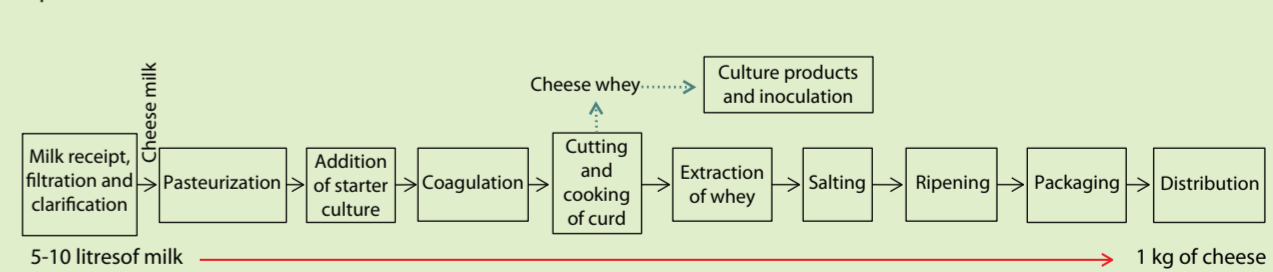 Cheese whey
Culture products
and inoculation
Cheese milk
Milk receipt,
filtration and
clarification
Pasteurization
Addition
of starter
culture
Coagulation
Cutting
and
cooking
of curd
Extraction
of whey
Salting
Ripening
Packaging
Distribution
5-10 litresof milk
1 kg of cheese